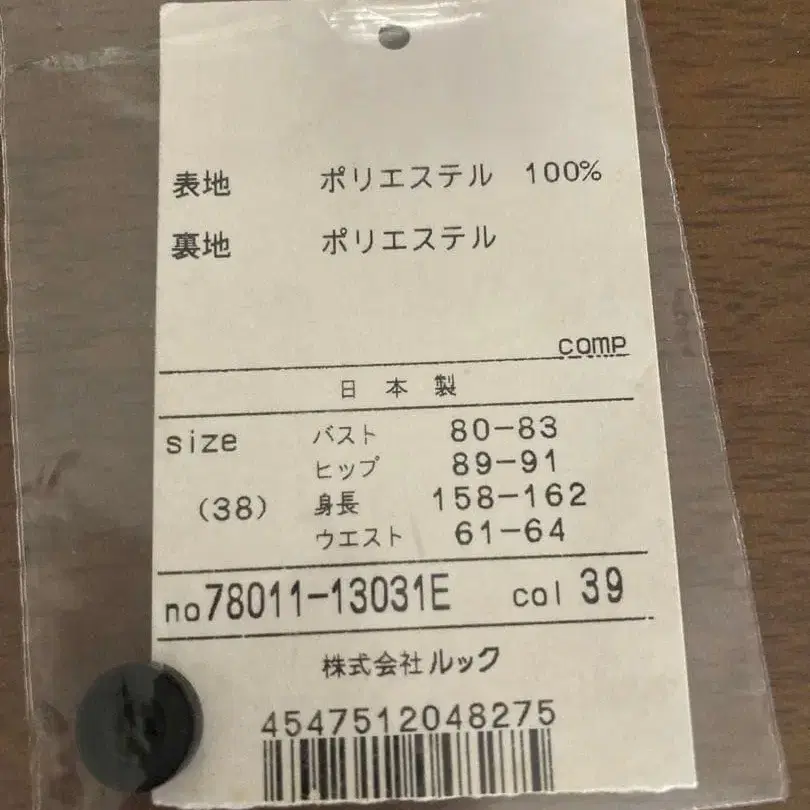 表地 ポリエステル 100%
裏地 ポリエステル
comp
日本製
size バスト 80-83
ヒップ 89-91
(38) 身長 158-162
ウエスト 61-64
no78011-13031E col 39
株式会社ルック
4547512048275